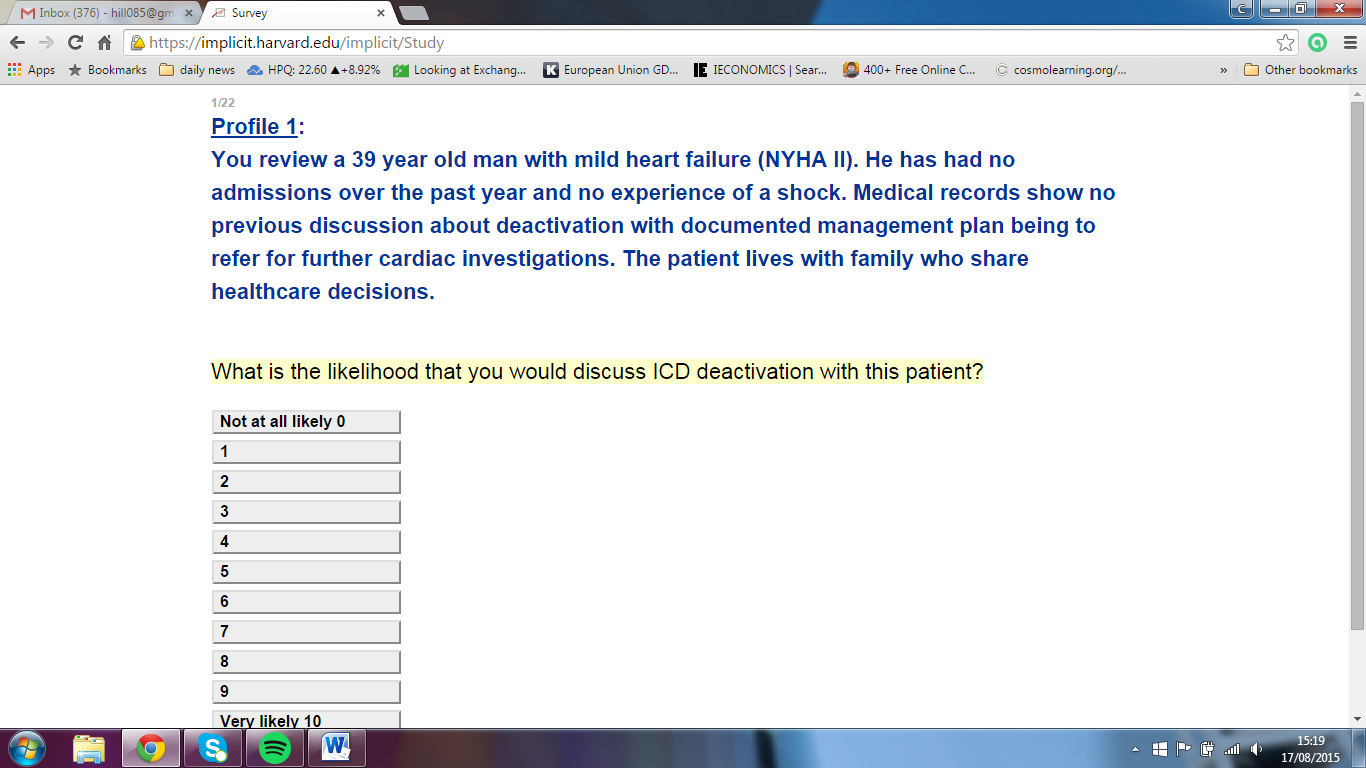 Inbox (376) - hill085@gm
Survey
C
https://implicit.harvard.edu/implicit/Study
Apps
Bookmarks
daily news
HPQ: 22.60 ▲+8.92%
Looking at Exchang...
K
European Union GD...
IE
IECONOMICS | Sear...
400+ Free Online C...
C
cosmolearning.org/...
»
Other bookmarks
1/22
Profile 1:
You review a 39 year old man with mild heart failure (NYHA II). He has had no
admissions over the past year and no experience of a shock. Medical records show no
previous discussion about deactivation with documented management plan being to
refer for further cardiac investigations. The patient lives with family who share
healthcare decisions.
What is the likelihood that you would discuss ICD deactivation with this patient?
Not at all likely 0
1
2
3
4
5
6
7
8
9
Very likely 10
15:19
17/08/2015